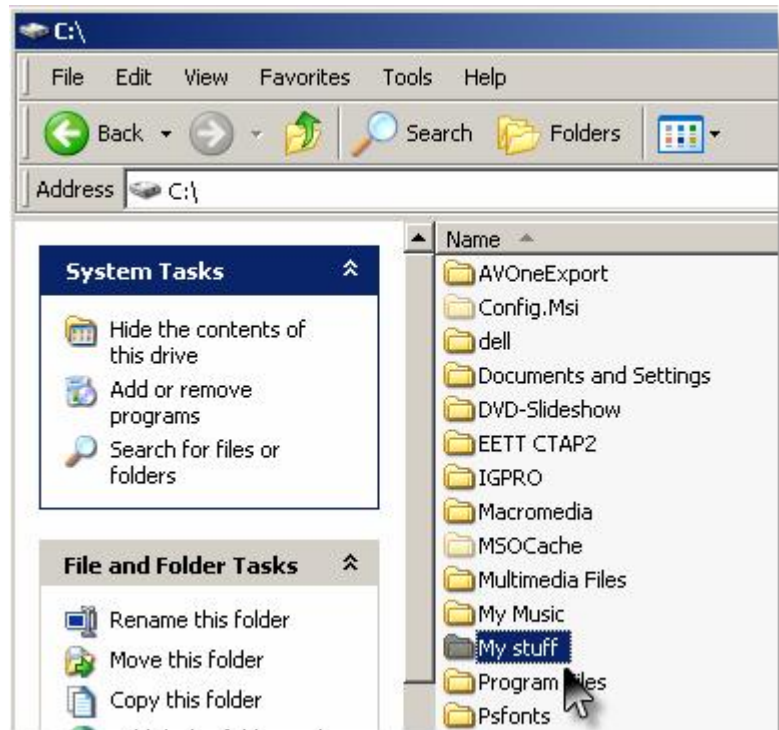 C:\
File Edit View Favorites Tools Help
Back Search Folders
Address C:\
System Tasks
Hide the contents of
this drive
Add or remove
programs
Search for files or
folders
File and Folder Tasks
Rename this folder
Move this folder
Copy this folder
Name
AVOneExport
Config.Msi
dell
Documents and Settings
DVD-Slideshow
EETT CTAP2
IGPRO
Macromedia
MSOCache
Multimedia Files
My Music
My stuff
Program Files
Psfonts